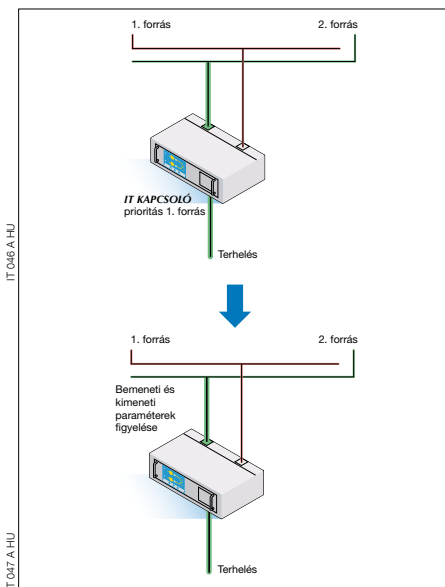 1. forrás
2. forrás
IT KAPCSOLÓ
prioritás 1. forrás
Terhelés
IT 046 A HU
1. forrás
2. forrás
Bemeneti és
kimeneti
paraméterek
figyelése
Terhelés
IT 047 A HU